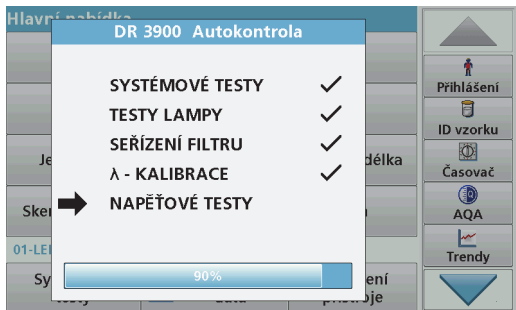 Hlavní nabídka
DR 3900 Autokontrola
SYSTÉMOVÉ TESTY
TESTY LAMPY
SEŘÍZENÍ FILTRU
λ - KALIBRACE
NAPĚŤOVÉ TESTY
90%
Přihlášení
ID vzorku
Časovač
AQA
Trendy